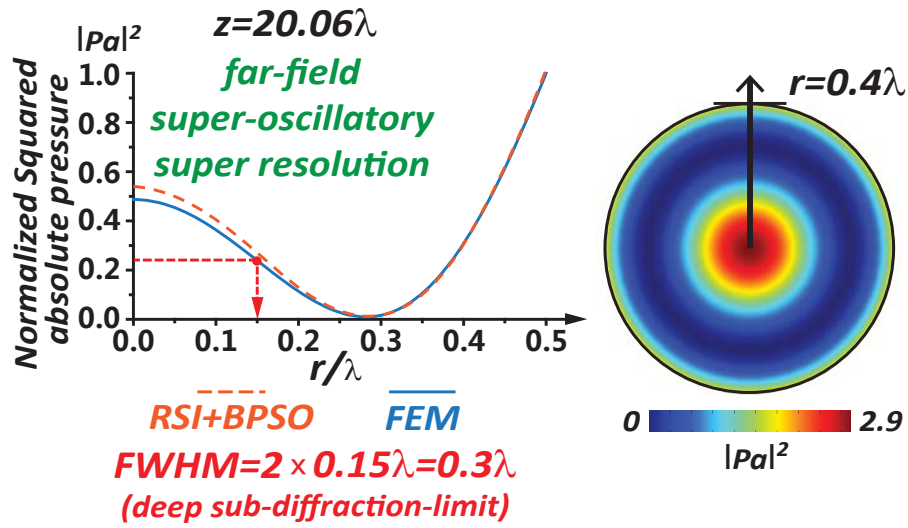 z=20.06λ
|Pa|²
far-field
super-oscillatory
super resolution
Normalized Squared
absolute pressure
1.0
0.8
0.6
0.4
0.2
0.0
0.0 0.1 0.2 0.3 0.4 0.5
r/λ
RSI+BPSO FEM
FWHM=2 × 0.15λ=0.3λ
(deep sub-diffraction-limit)
r=0.4λ
0 2.9
|Pa|²